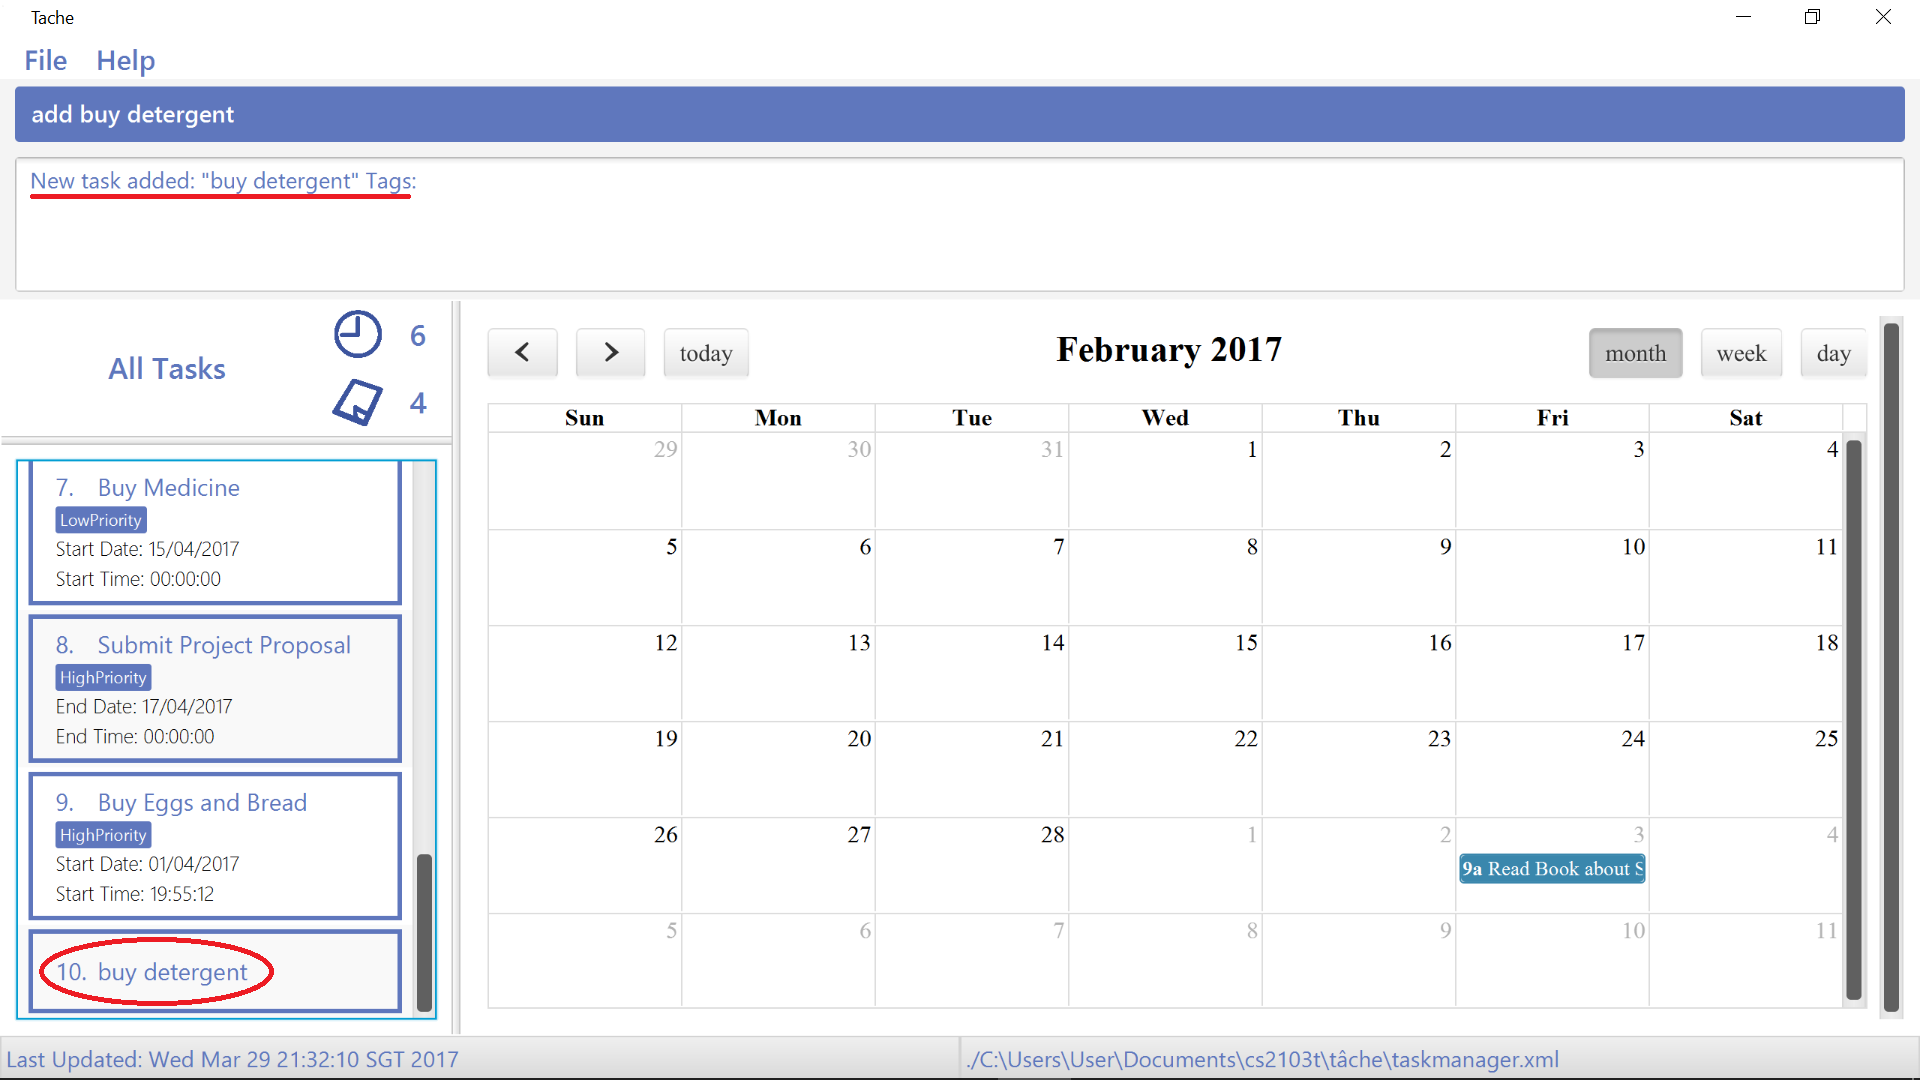 Tache
File Help
add buy detergent
New task added: "buy detergent" Tags:
All Tasks
6
4
7. Buy Medicine
LowPriority
Start Date: 15/04/2017
Start Time: 00:00:00
8. Submit Project Proposal
HighPriority
End Date: 17/04/2017
End Time: 00:00:00
9. Buy Eggs and Bread
HighPriority
Start Date: 01/04/2017
Start Time: 19:55:12
10. buy detergent
today
February 2017
month week day
Sun Mon Tue Wed Thu Fri Sat
29 30 31 1 2 3 4
5 6 7 8 9 10 11
12 13 14 15 16 17 18
19 20 21 22 23 24 25
26 27 28 1 2 3 4
9a Read Book about S
5 6 7 8 9 10 11
Last Updated: Wed Mar 29 21:32:10 SGT 2017
./C:\Users\User\Documents\cs2103t\tâche\taskmanager.xml